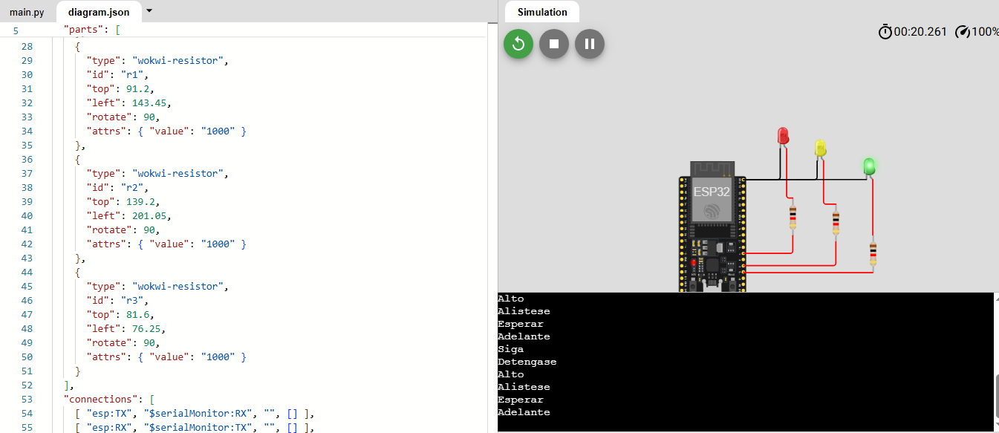 main.py diagram.json
5 "parts": [
28 {
29 "type": "wokwi-resistor",
30 "id": "r1",
31 "top": 91.2,
32 "left": 143.45,
33 "rotate": 90,
34 "attrs": { "value": "1000" }
35 },
36 {
37 "type": "wokwi-resistor",
38 "id": "r2",
39 "top": 139.2,
40 "left": 201.05,
41 "rotate": 90,
42 "attrs": { "value": "1000" }
43 },
44 {
45 "type": "wokwi-resistor",
46 "id": "r3",
47 "top": 81.6,
48 "left": 76.25,
49 "rotate": 90,
50 "attrs": { "value": "1000" }
51 }
52 ],
53 "connections": [
54 [ "esp:TX", "$serialMonitor:RX", "", [] ],
55 [ "esp:RX", "$serialMonitor:TX", "", [] ],
Simulation
00:20.261 100%
ESP32
Alto
Alistese
Esperar
Adelante
Siga
Detengase
Alto
Alistese
Esperar
Adelante